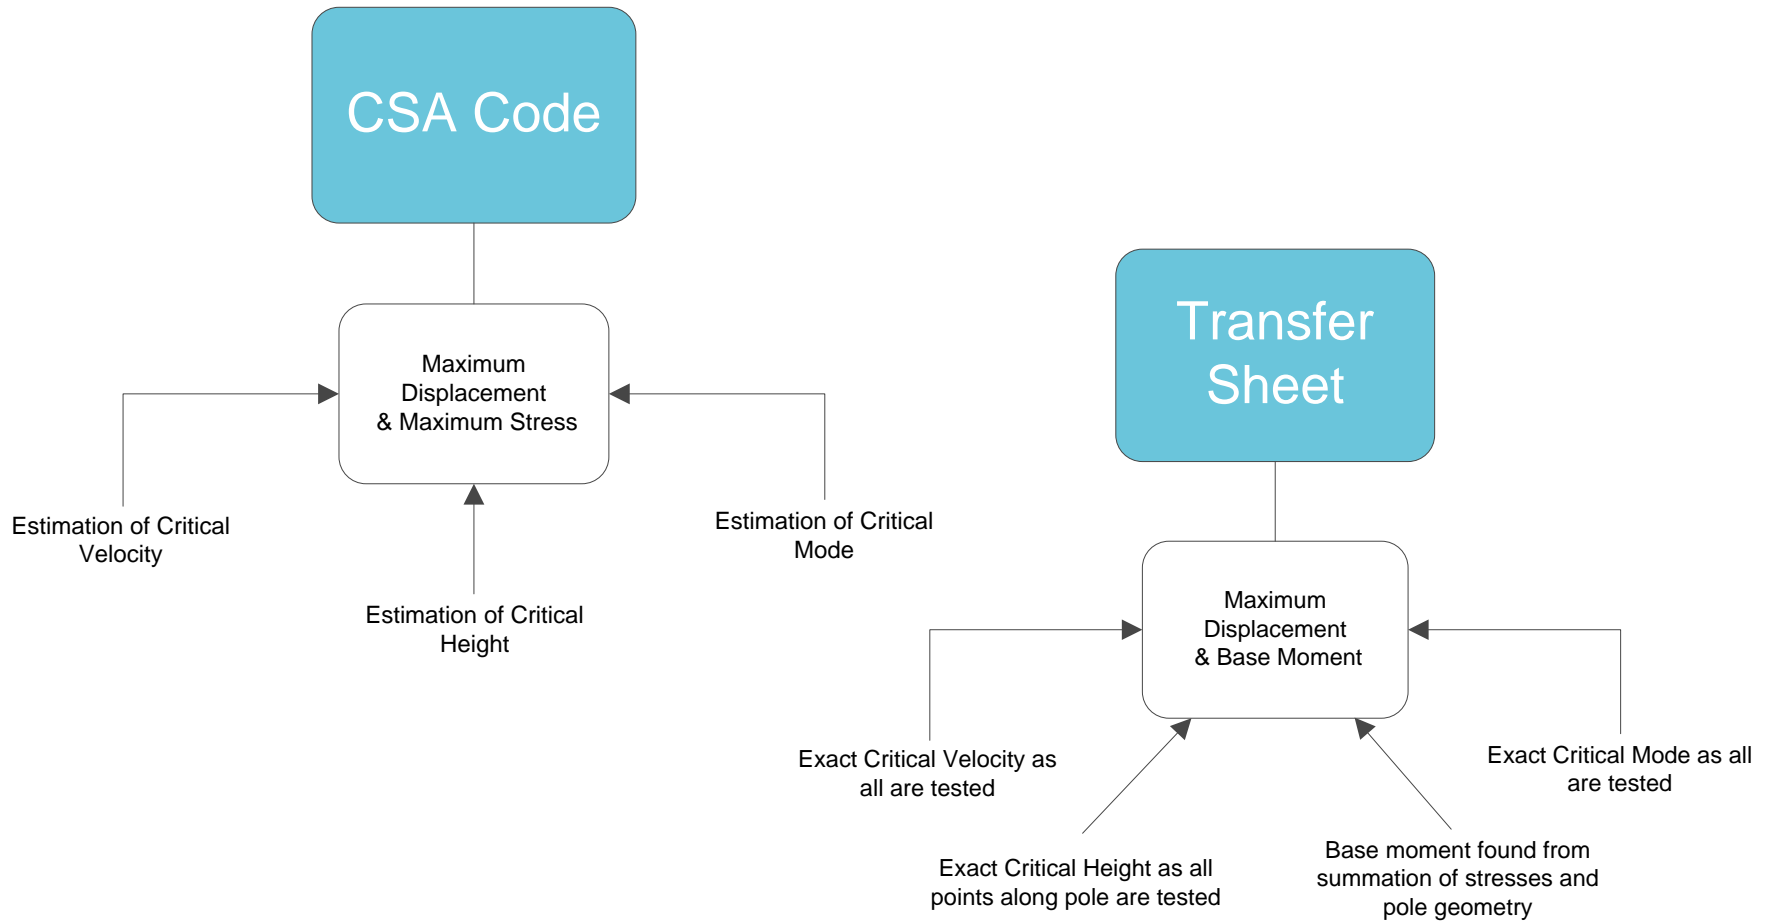 CSA Code
Maximum
Displacement
& Maximum Stress
Estimation of Critical
Velocity
Estimation of Critical
Height
Estimation of Critical
Mode
Transfer
Sheet
Maximum
Displacement
& Base Moment
Exact Critical Velocity as
all are tested
Exact Critical Height as all
points along pole are tested
Base moment found from
summation of stresses and
pole geometry
Exact Critical Mode as all
are tested